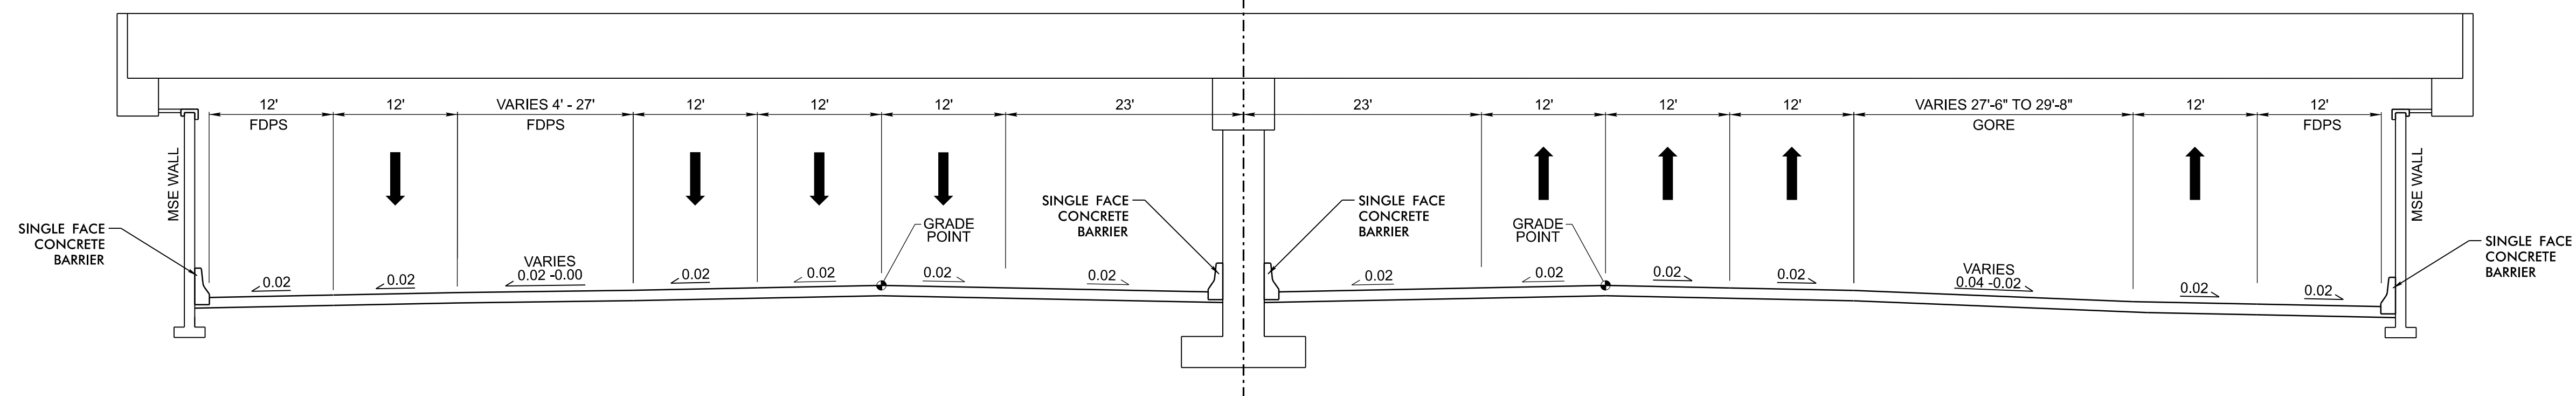 12' 12' VARIES 4' - 27' 12' 12' 12' 23' 23' 12' 12' 12' VARIES 27'-6" TO 29'-8" 12' 12'
FDPS FDPS GORE FDPS
MSE WALL
MSE WALL
SINGLE FACE
CONCRETE
BARRIER
SINGLE FACE
CONCRETE
BARRIER
SINGLE FACE
CONCRETE
BARRIER
SINGLE FACE
CONCRETE
BARRIER
GRADE
POINT
GRADE
POINT
0.02
0.02
VARIES
0.02 -0.00
0.02
0.02
0.02
0.02
0.02
0.02
0.02
0.02
VARIES
0.04 -0.02
0.02
0.02